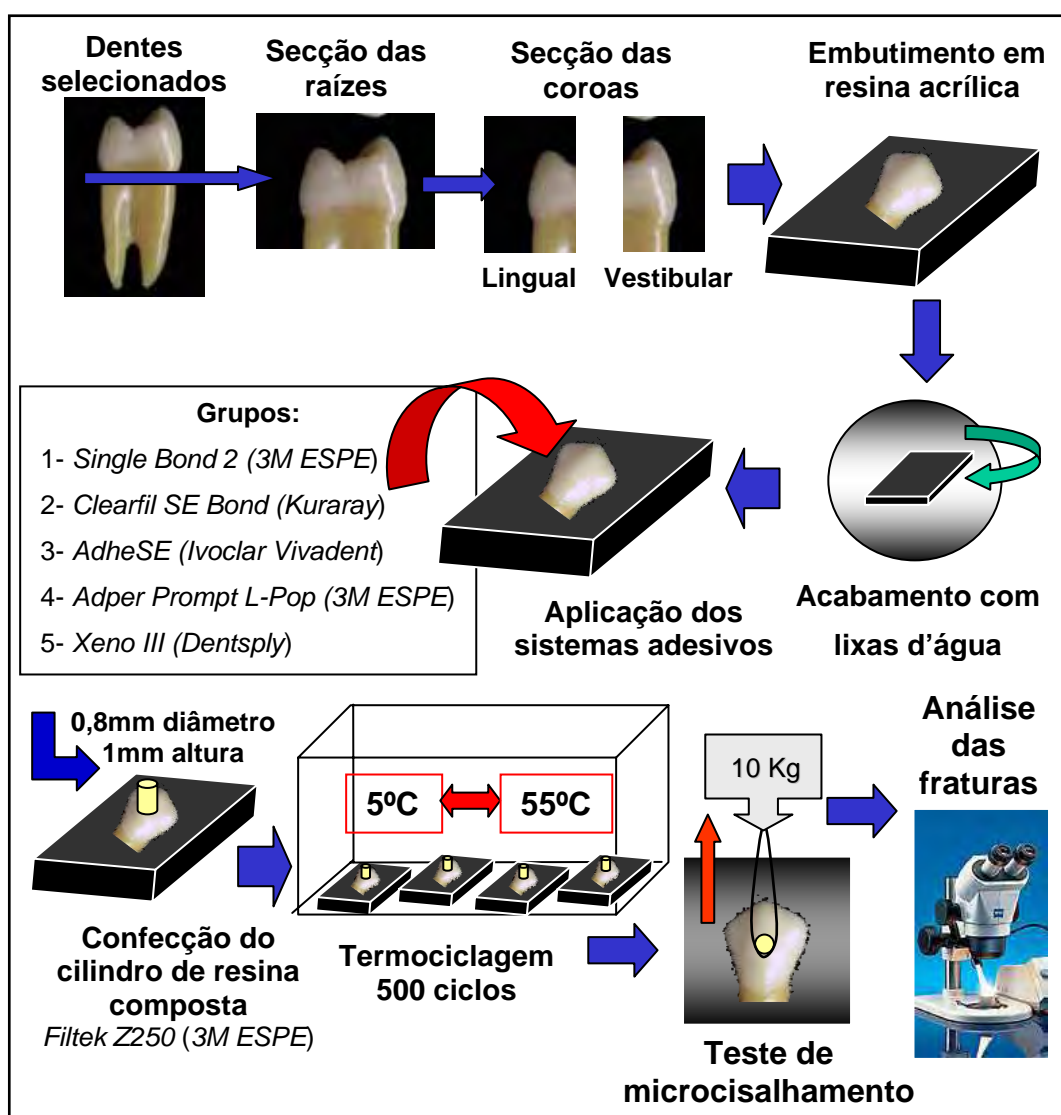 Dentes
selecionados
Secção das
raízes
Secção das
coroas
Embutimento em
resina acrílica
Lingual
Vestibular
Grupos:
1- Single Bond 2 (3M ESPE)
2- Clearfil SE Bond (Kuraray)
3- AdheSE (Ivoclar Vivadent)
4- Adper Prompt L-Pop (3M ESPE)
5- Xeno III (Dentsply)
Aplicação dos
sistemas adesivos
Acabamento com
lixas d’água
0,8mm diâmetro
1mm altura
Confecção do
cilindro de resina
composta
Filtek Z250 (3M ESPE)
5ºC
55ºC
Termociclagem
500 ciclos
10 Kg
Teste de
microcisalhamento
Análise
das
fraturas